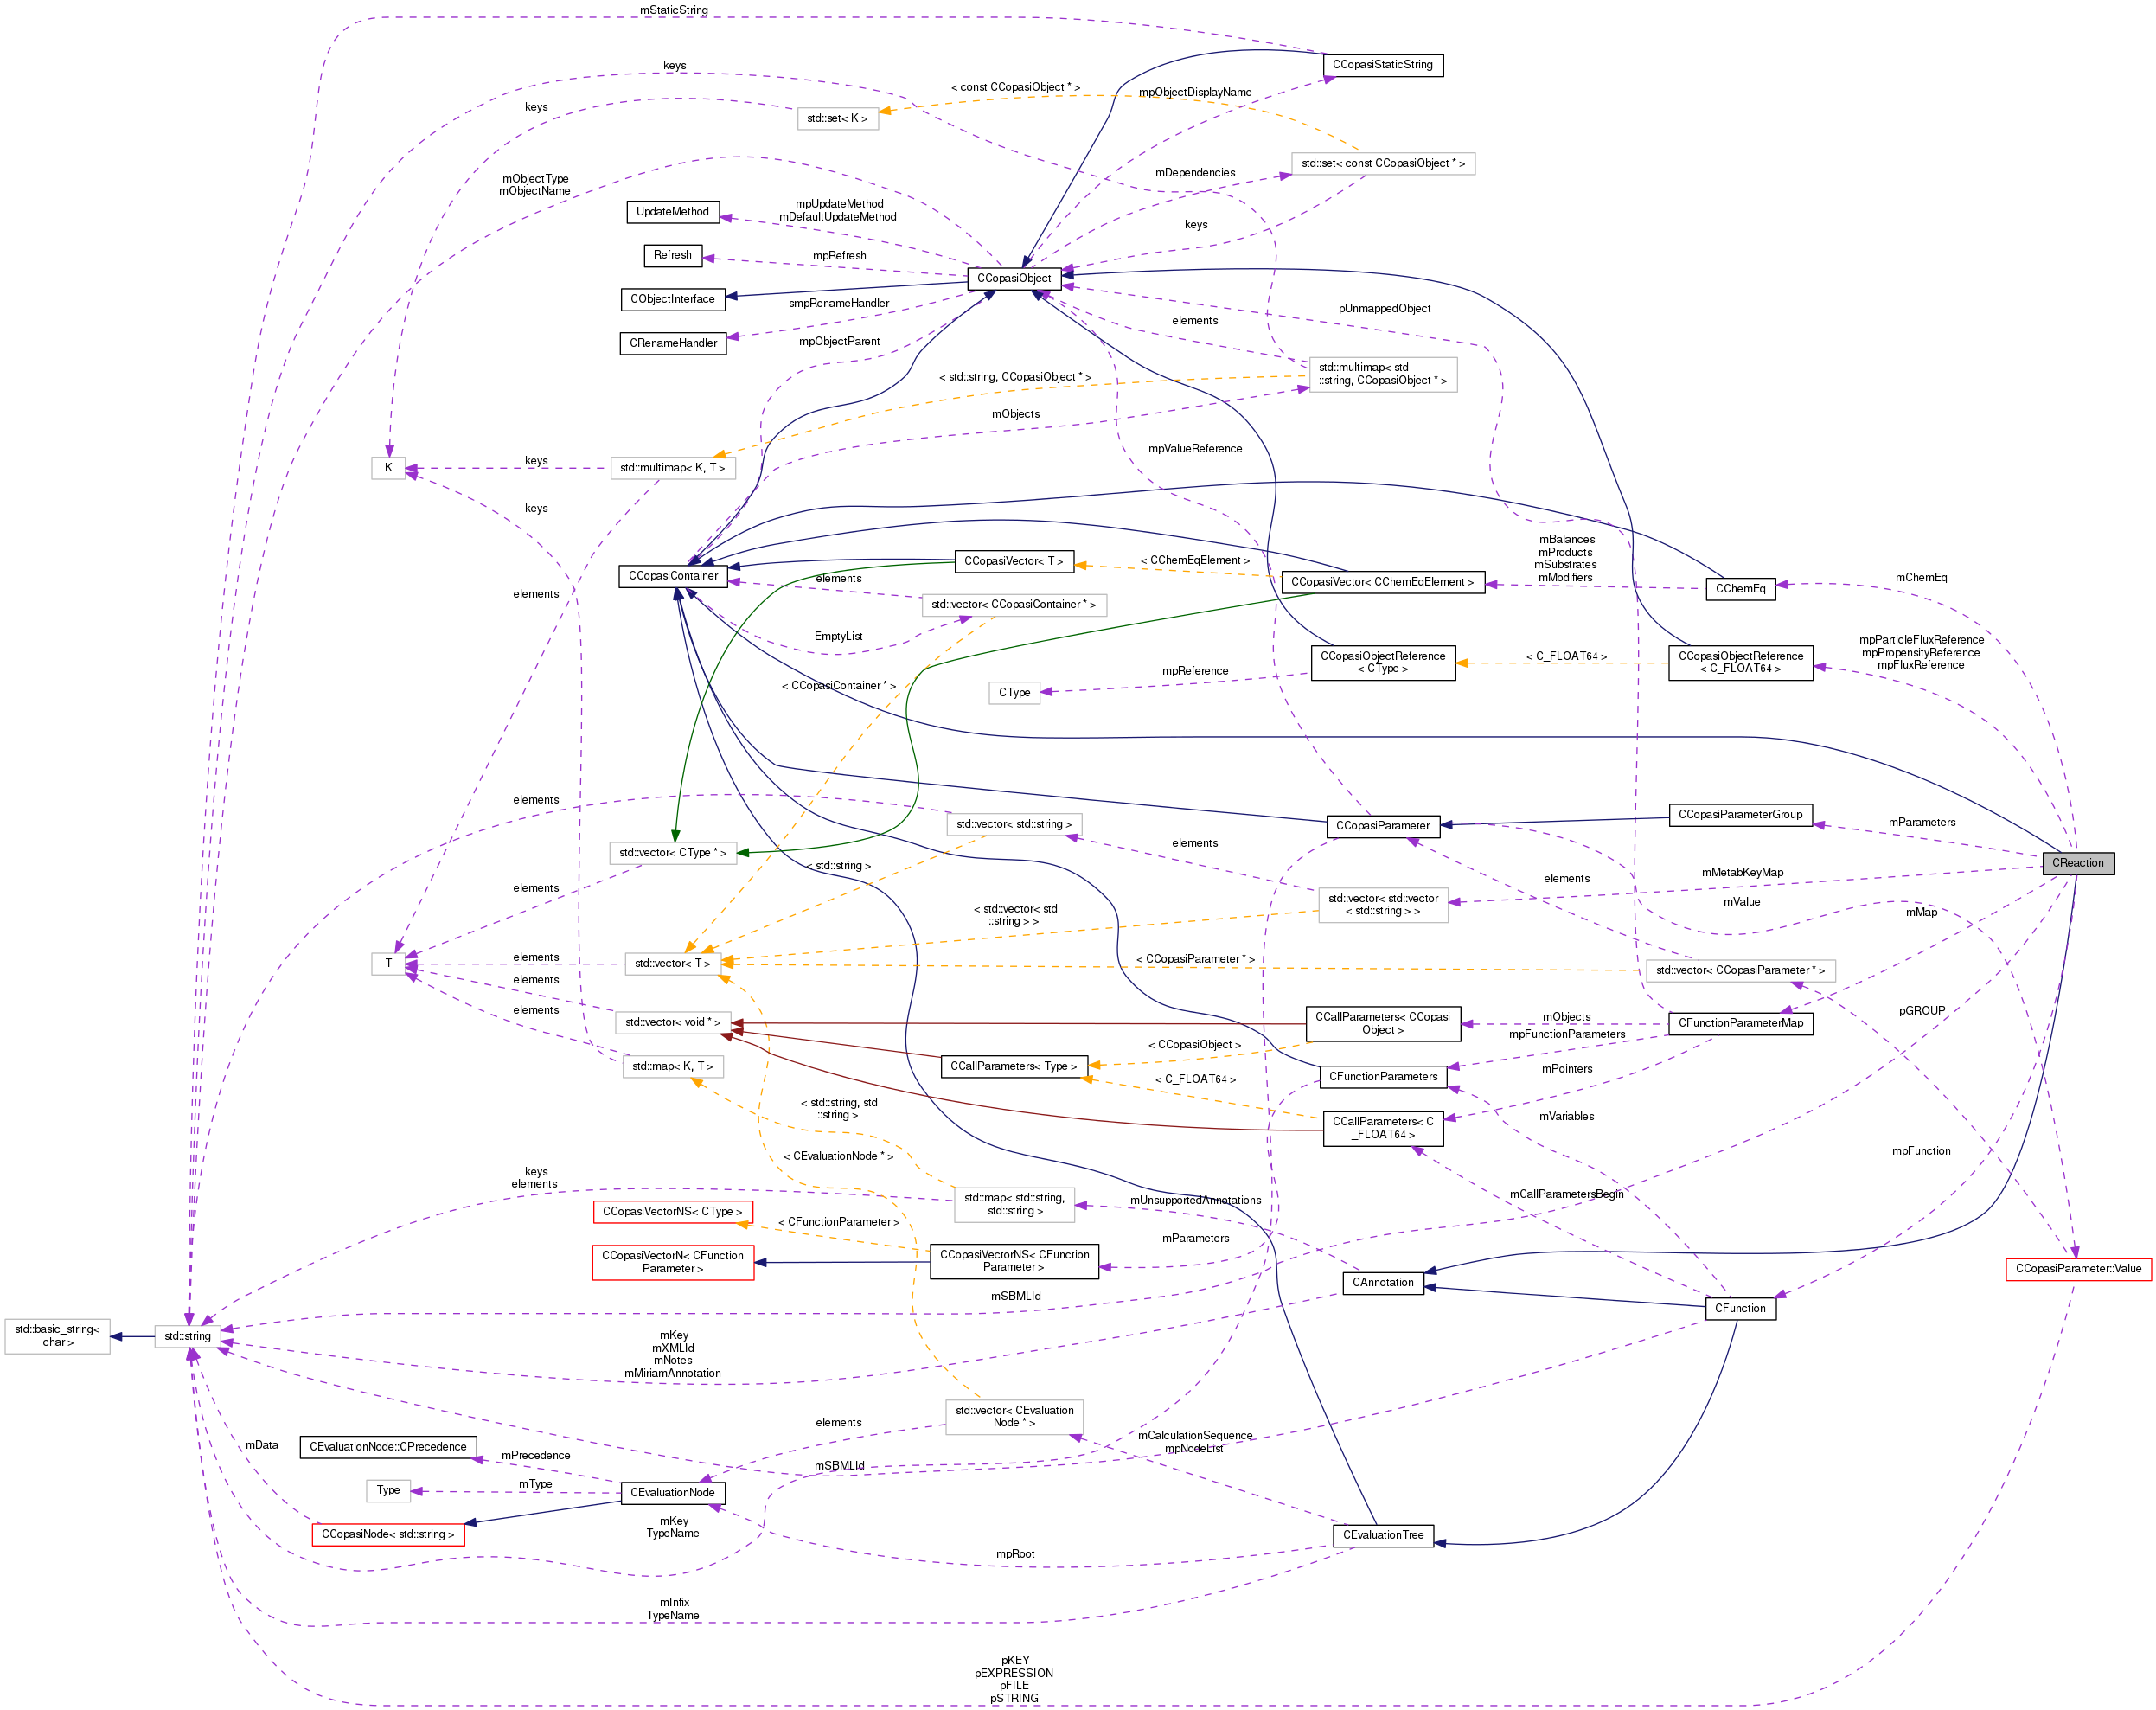 mStaticString
CCopasiStaticString
keys
< const CCopasiObject * >
mpObjectDisplayName
keys
std::set< K >
std::set< const CCopasiObject * >
mDependencies
mObjectType
mObjectName
UpdateMethod
mpUpdateMethod
mDefaultUpdateMethod
keys
Refresh
mpRefresh
CCopasiObject
CObjectInterface
smpRenameHandler
pUnmappedObject
elements
CRenameHandler
mpObjectParent
std::multimap< std
::string, CCopasiObject * >
< std::string, CCopasiObject * >
mObjects
mpValueReference
K
keys
std::multimap< K, T >
keys
mBalances
mProducts
mSubstrates
mModifiers
CCopasiVector< T >
< CChemEqElement >
CCopasiContainer
elements
CCopasiVector< CChemEqElement >
CChemEq
mChemEq
elements
std::vector< CCopasiContainer * >
EmptyList
mpParticleFluxReference
mpPropensityReference
mpFluxReference
CCopasiObjectReference
< CType >
< C_FLOAT64 >
CCopasiObjectReference
< C_FLOAT64 >
mpReference
CType
< CCopasiContainer * >
elements
std::vector< std::string >
CCopasiParameter
CCopasiParameterGroup
mParameters
std::vector< CType * >
< std::string >
elements
CReaction
mMetabKeyMap
elements
elements
std::vector< std::vector
< std::string > >
mValue
mMap
< std::vector< std
::string > >
T
elements
std::vector< T >
< CCopasiParameter * >
std::vector< CCopasiParameter * >
elements
std::vector< void * >
CCallParameters< CCopasi
Object >
mObjects
CFunctionParameterMap
pGROUP
elements
mpFunctionParameters
< CCopasiObject >
std::map< K, T >
CCallParameters< Type >
mPointers
< C_FLOAT64 >
CFunctionParameters
< std::string, std
::string >
mVariables
CCallParameters< C
_FLOAT64 >
< CEvaluationNode * >
mpFunction
keys
elements
std::map< std::string,
std::string >
mUnsupportedAnnotations
mCallParametersBegin
CCopasiVectorNS< CType >
< CFunctionParameter >
mParameters
CCopasiVectorN< CFunction
Parameter >
CCopasiVectorNS< CFunction
Parameter >
CAnnotation
CCopasiParameter::Value
mSBMLId
CFunction
std::basic_string<
char >
std::string
mKey
mXMLId
mNotes
mMiriamAnnotation
std::vector< CEvaluation
Node * >
elements
mData
CEvaluationNode::CPrecedence
mPrecedence
mCalculationSequence
mpNodeList
mSBMLId
Type
mType
CEvaluationNode
CCopasiNode< std::string >
mKey
TypeName
CEvaluationTree
mpRoot
mInfix
TypeName
pKEY
pEXPRESSION
pFILE
pSTRING